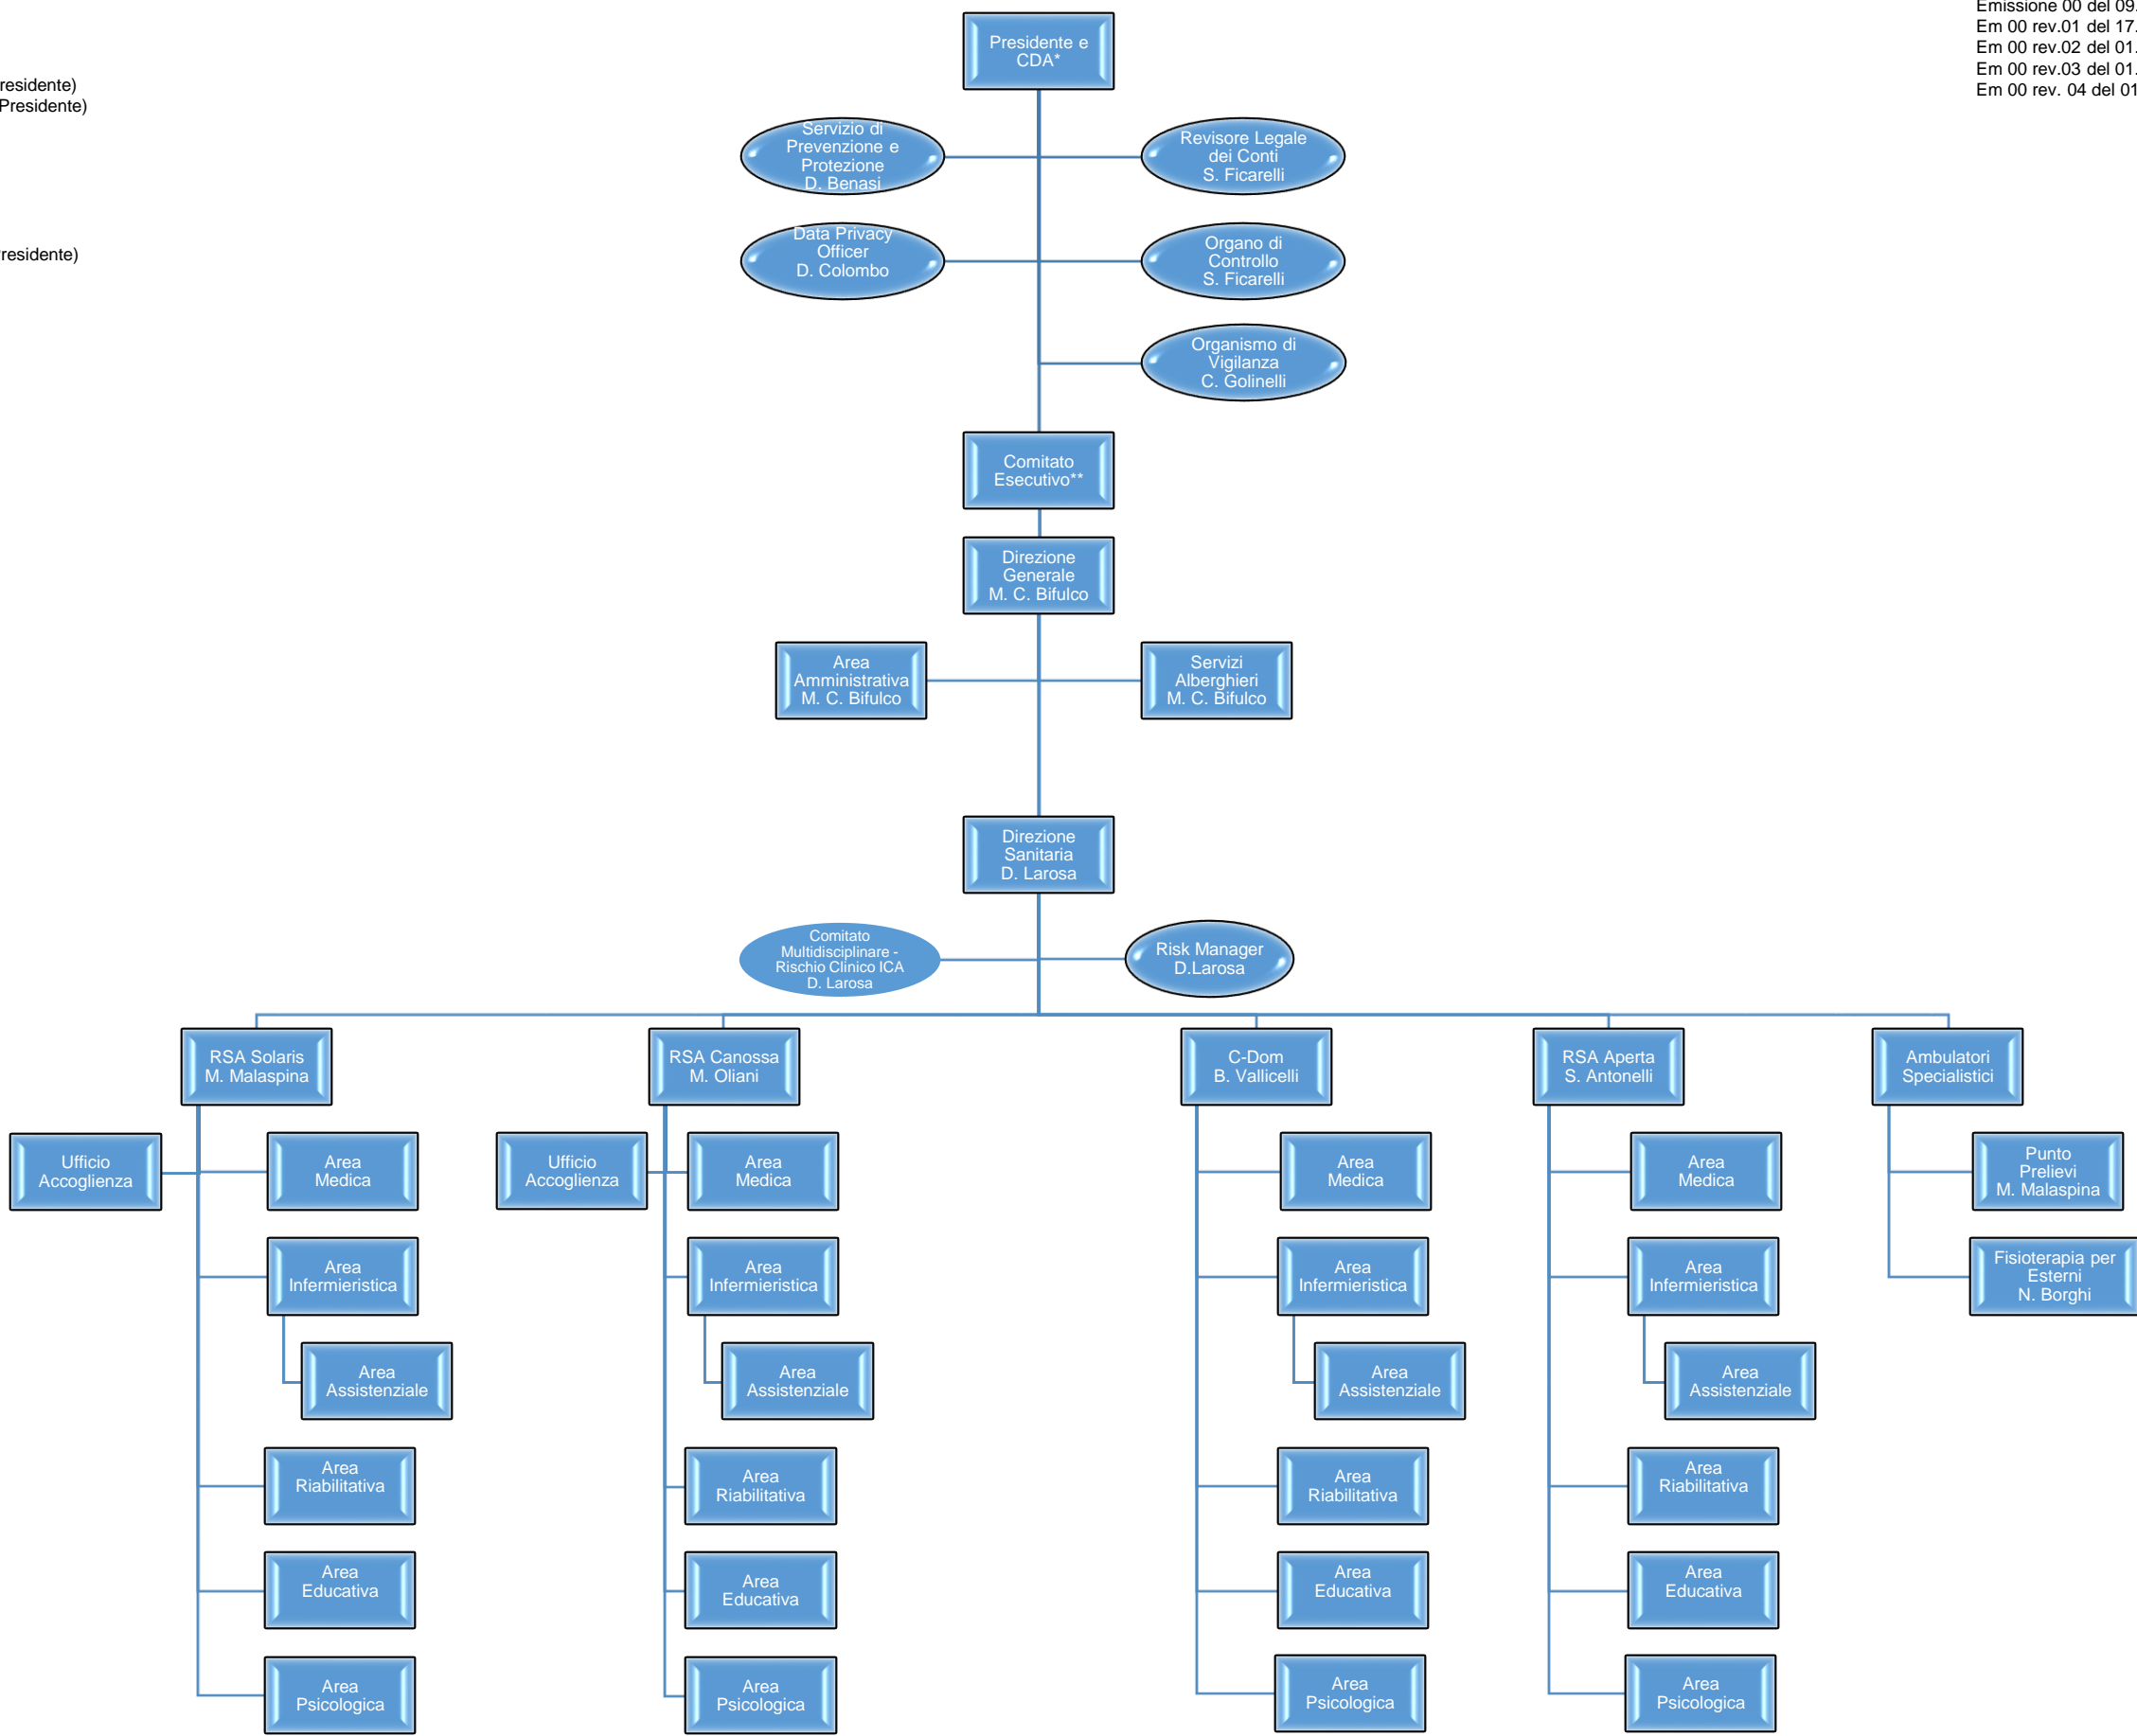 Emissione 00 del 09.
Em 00 rev.01 del 17.
Em 00 rev.02 del 01.
Em 00 rev.03 del 01.
Em 00 rev. 04 del 01
residente)
Presidente)
residente)
Presidente e
CDA*
Servizio di
Prevenzione e
Protezione
D. Benasi
Revisore Legale
dei Conti
S. Ficarelli
Data Privacy
Officer
D. Colombo
Organo di
Controllo
S. Ficarelli
Organismo di
Vigilanza
C. Golinelli
Comitato
Esecutivo**
Direzione
Generale
M. C. Bifulco
Area
Amministrativa
M. C. Bifulco
Servizi
Alberghieri
M. C. Bifulco
Direzione
Sanitaria
D. Larosa
Comitato
Multidisciplinare -
Rischio Clinico ICA
D. Larosa
Risk Manager
D.Larosa
RSA Solaris
M. Malaspina
RSA Canossa
M. Oliani
C-Dom
B. Vallicelli
RSA Aperta
S. Antonelli
Ambulatori
Specialistici
Ufficio
Accoglienza
Area
Medica
Ufficio
Accoglienza
Area
Medica
Area
Medica
Area
Medica
Punto
Prelievi
M. Malaspina
Area
Infermieristica
Area
Infermieristica
Area
Infermieristica
Area
Infermieristica
Fisioterapia per
Esterni
N. Borghi
Area
Assistenziale
Area
Assistenziale
Area
Assistenziale
Area
Assistenziale
Area
Riabilitativa
Area
Riabilitativa
Area
Riabilitativa
Area
Riabilitativa
Area
Educativa
Area
Educativa
Area
Educativa
Area
Educativa
Area
Psicologica
Area
Psicologica
Area
Psicologica
Area
Psicologica